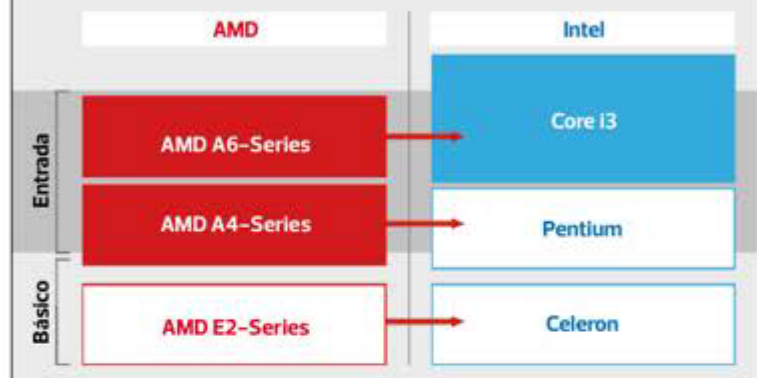 AMD
Intel
Entrada
AMD A6–Series
Core i3
AMD A4–Series
Pentium
Básico
AMD E2–Series
Celeron